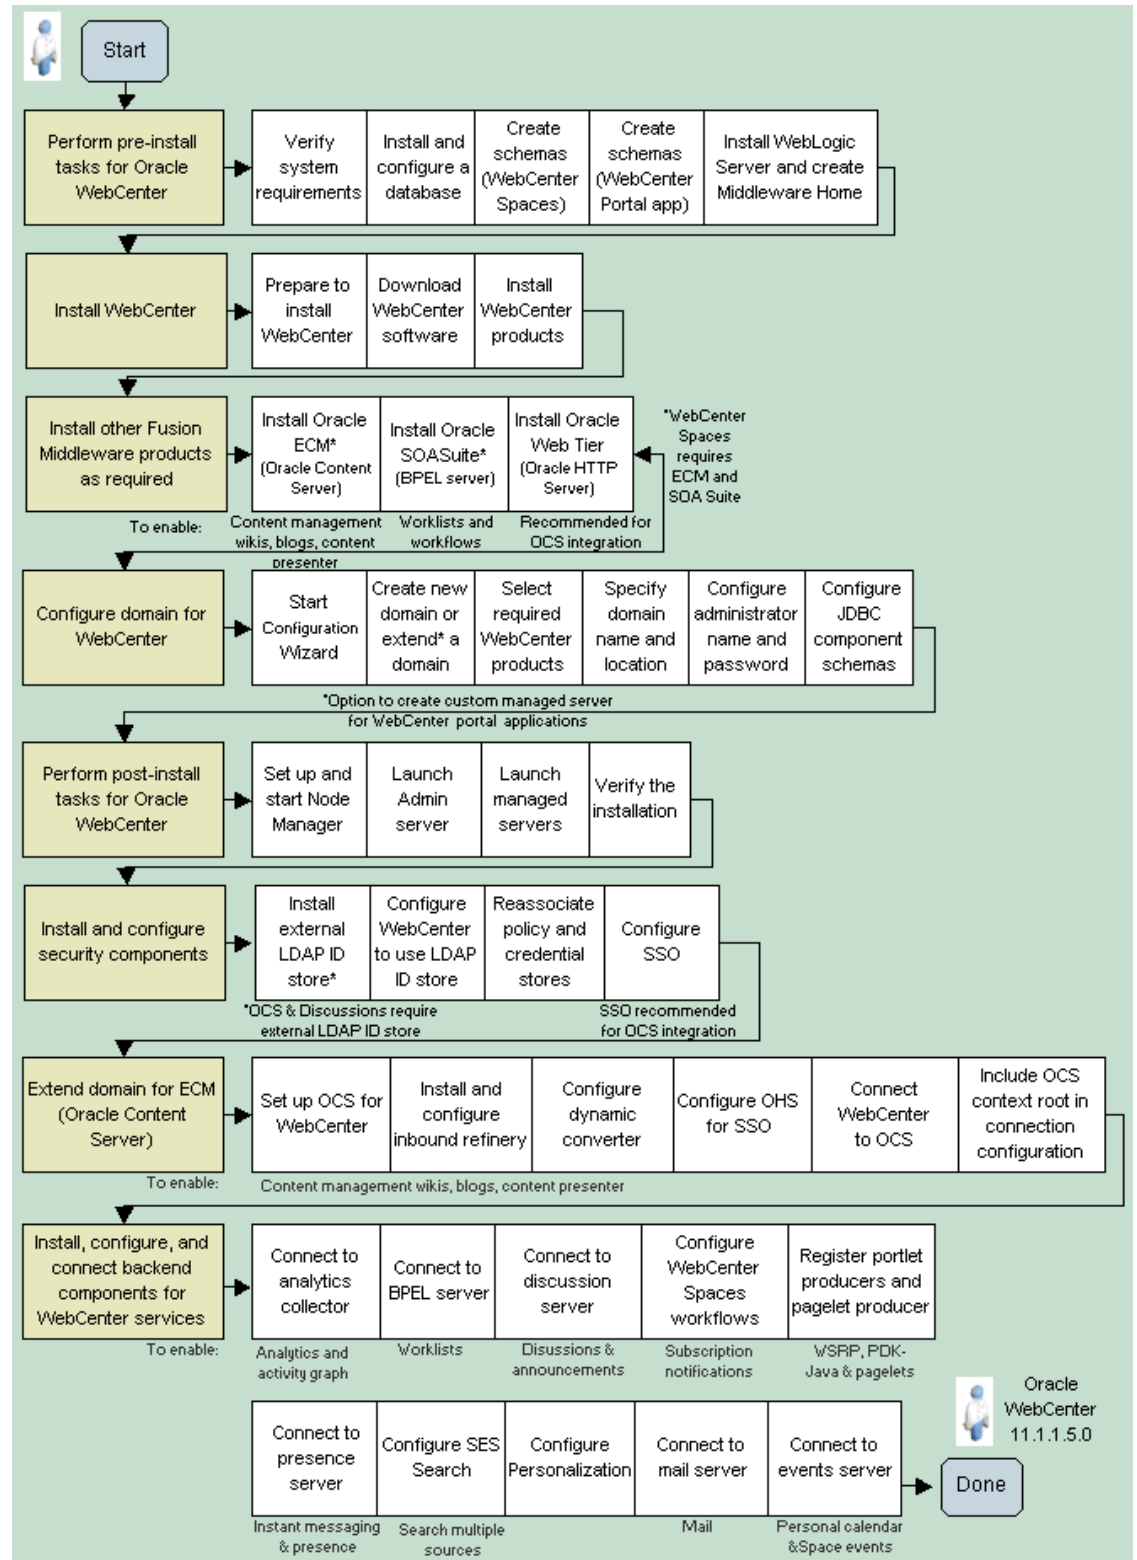 Start
Perform pre-install
tasks for Oracle
WebCenter
Verify
system
requirements
Install and
configure a
database
Create
schemas
(WebCenter
Spaces)
Create
schemas
(WebCenter
Portal app)
Install WebLogic
Server and create
Middleware Home
Install WebCenter
Prepare to
install
WebCenter
Download
WebCenter
software
Install
WebCenter
products
Install other Fusion
Middleware products
as required
Install Oracle
ECM*
(Oracle Content
Server)
Install Oracle
SOASuite*
(BPEL server)
Install Oracle
Web Tier
(Oracle HTTP
Server)
*WebCenter
Spaces
requires
ECM and
SOA Suite
To enable:
Content management
wikis, blogs, content
presenter
Worklists and
workflows
Recommended for
OCS integration
Configure domain for
WebCenter
Start
Configuration
Wizard
Create new
domain or
extend* a
domain
Select
required
WebCenter
products
Specify
domain
name and
location
Configure
administrator
name and
password
Configure
JDBC
component
schemas
*Option to create custom managed server
for WebCenter portal applications
Perform post-install
tasks for Oracle
WebCenter
Set up and
start Node
Manager
Launch
Admin
server
Launch
managed
servers
Verify the
installation
Install and configure
security components
Install
external
LDAP ID
store*
Configure
WebCenter
to use LDAP
ID store
Reassociate
policy and
credential
stores
Configure
SSO
*OCS & Discussions require
external LDAP ID store
SSO recommended
for OCS integration
Extend domain for ECM
(Oracle Content
Server)
Set up OCS for
WebCenter
Install and
configure
inbound refinery
Configure
dynamic
converter
Configure OHS
for SSO
Connect
WebCenter
to OCS
Include OCS
context root in
connection
configuration
To enable:
Content management wikis, blogs, content presenter
Install, configure, and
connect backend
components for
WebCenter services
Connect to
analytics
collector
Connect to
BPEL server
Connect to
discussion
server
Configure
WebCenter
Spaces
workflows
Register portlet
producers and
pagelet producer
To enable:
Analytics and
activity graph
Worklists
Disussions &
announcements
Subscription
notifications
WSRP, PDK-
Java & pagelets
Oracle
WebCenter
11.1.1.5.0
Connect to
presence
server
Configure SES
Search
Configure
Personalization
Connect to
mail server
Connect to
events server
Done
Instant messaging
& presence
Search multiple
sources
Mail
Personal calendar
&Space events